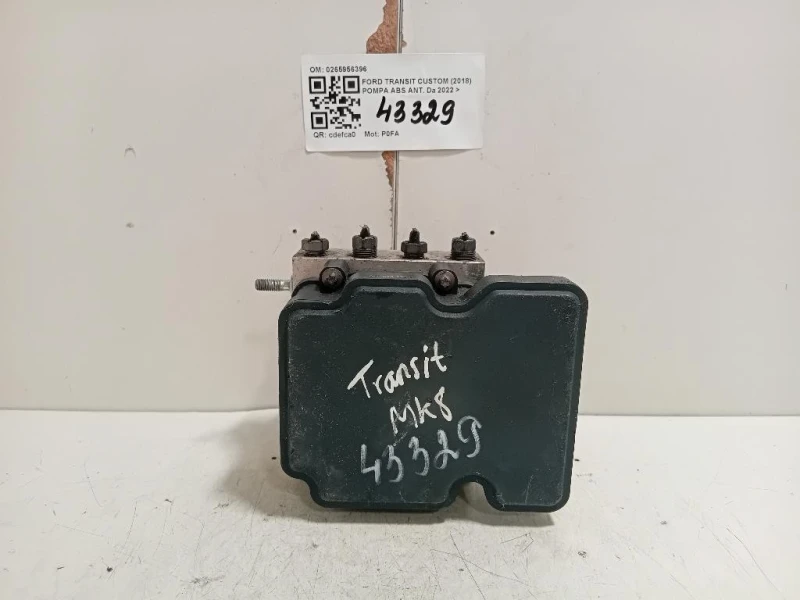 OM: 0265956396
FORD TRANSIT CUSTOM (2018)
POMPA ABS ANT. Da 2022 >
43329
QR: cdefca0 Mot: P0FA
Transit
MK8
43329